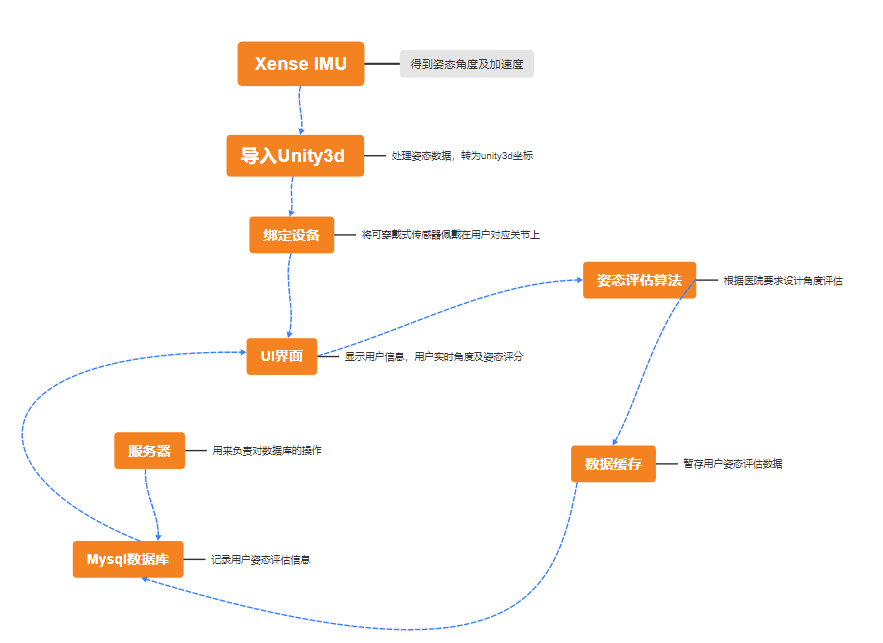 Xense IMU
得到姿态角度及加速度
导入Unity3d
处理姿态数据，转为unity3d坐标
绑定设备
将可穿戴式传感器佩戴在用户对应关节上
姿态评估算法
根据医院要求设计角度评估
UI界面
显示用户信息，用户实时角度及姿态评分
服务器
用来负责对数据库的操作
数据缓存
暂存用户姿态评估数据
Mysql数据库
记录用户姿态评估信息